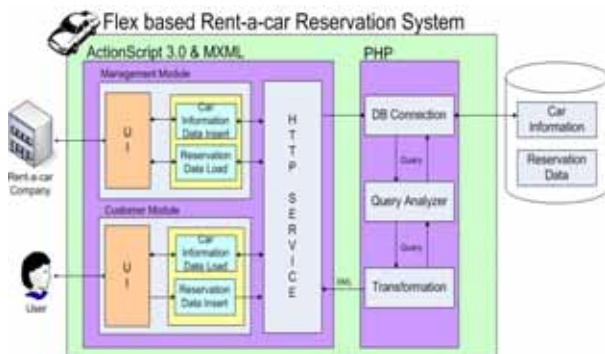 Flex based Rent-a-car Reservation System
ActionScript 3.0 & MXML
PHP
Management Module
UI
Car
Information
Data Insert
Reservation
Data Load
HTTP SERVICE
Rent-a-car
Company
Customer Module
UI
Car
Information
Data Load
Reservation
Data Insert
User
DB Connection
Query
Query Analyzer
Query
Transformation
XML
Car
Information
Reservation
Data